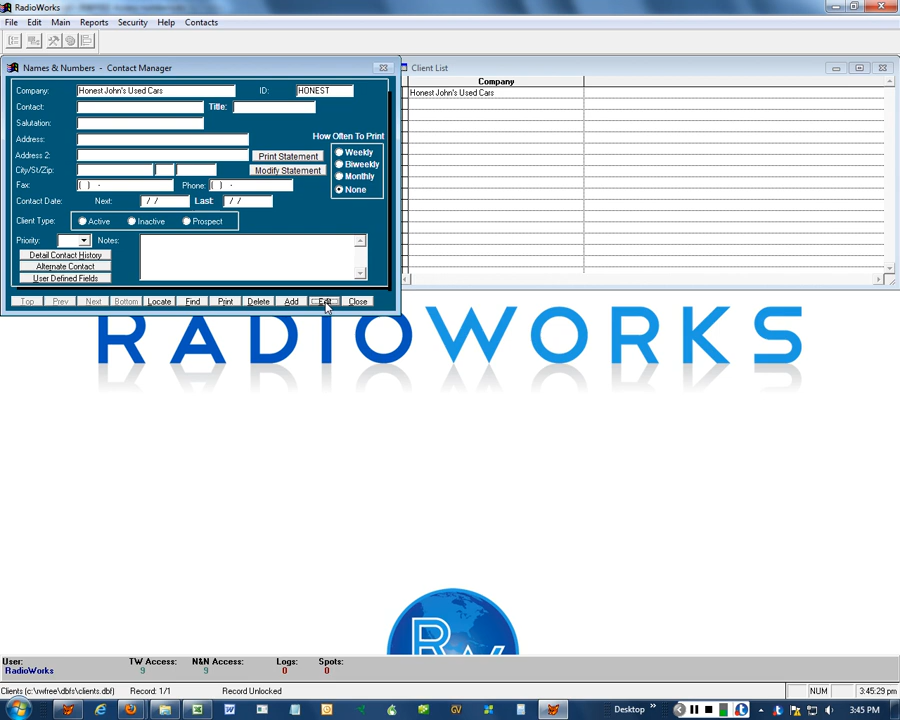 RadioWorks
File Edit Main Reports Security Help Contacts
Names & Numbers - Contact Manager
Company: Honest John's Used Cars ID: HONEST
Contact: Title:
Salutation:
Address:
How Often To Print
Address 2: Print Statement Weekly
City/St/Zip: Modify Statement Biweekly
Monthly
Fax: ( ) - Phone: ( ) - None
Contact Date: Next: / / Last: / /
Client Type: Active Inactive Prospect
Priority: Notes:
Detail Contact History
Alternate Contact
User Defined Fields
Top Prev Next Bottom Locate Find Print Delete Add Edit Close
Client List
Company
Honest John's Used Cars
RADIOWORKS
RW
User: TW Access: N&N Access: Logs: Spots:
RadioWorks 9 9 0 0
Clients (c:\rwfree\dbfs\clients.dbf) Record: 1/1 Record Unlocked NUM 3:45:29 pm
Desktop 3:45 PM